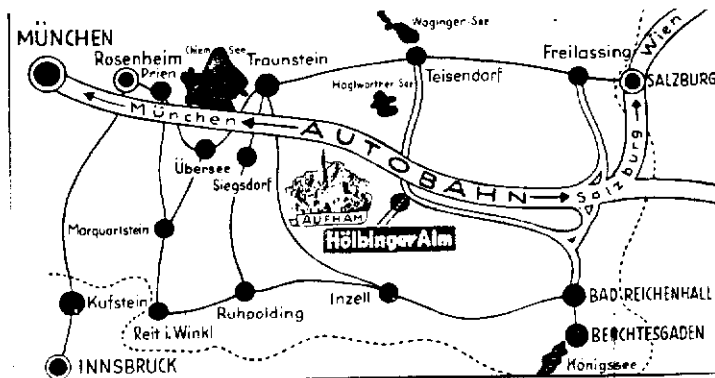 MÜNCHEN
Rosenheim
Prien
Chiem-See
Traunstein
Waginger-See
Teisendorf
Höglwörther See
Freilassing
Wien
SALZBURG
München
AUTOBAHN
Salzburg
Übersee
Siegsdorf
AUFHAM
Hölbinger Alm
Marquartstein
Kufstein
Reit i. Winkl
Ruhpolding
Inzell
BAD REICHENHALL
BERCHTESGADEN
Königssee
INNSBRUCK